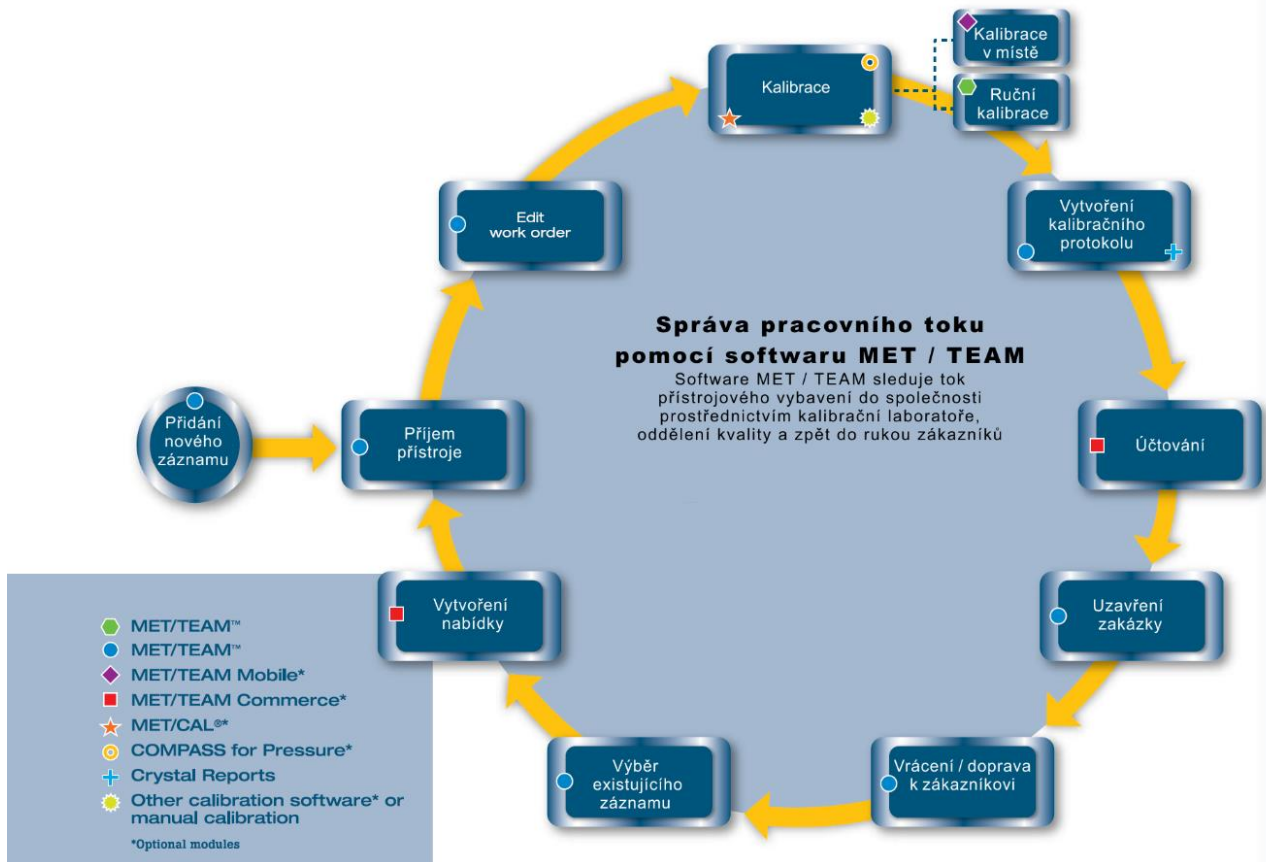 Kalibrace
Kalibrace
v místě
Ruční
kalibrace
Vytvoření
kalibračního
protokolu
Edit
work order
Správa pracovního toku
pomocí softwaru MET / TEAM
Software MET / TEAM sleduje tok
přístrojového vybavení do společnosti
prostřednictvím kalibrační laboratoře,
oddělení kvality a zpět do rukou zákazníků
Přidání
nového
záznamu
Příjem
přístroje
Účtování
Vytvoření
nabídky
Uzavření
zakázky
Výběr
existujícího
záznamu
Vrácení / doprava
k zákazníkovi
MET/TEAM™
MET/TEAM™
MET/TEAM Mobile*
MET/TEAM Commerce*
MET/CAL®*
COMPASS for Pressure*
Crystal Reports
Other calibration software* or
manual calibration
*Optional modules